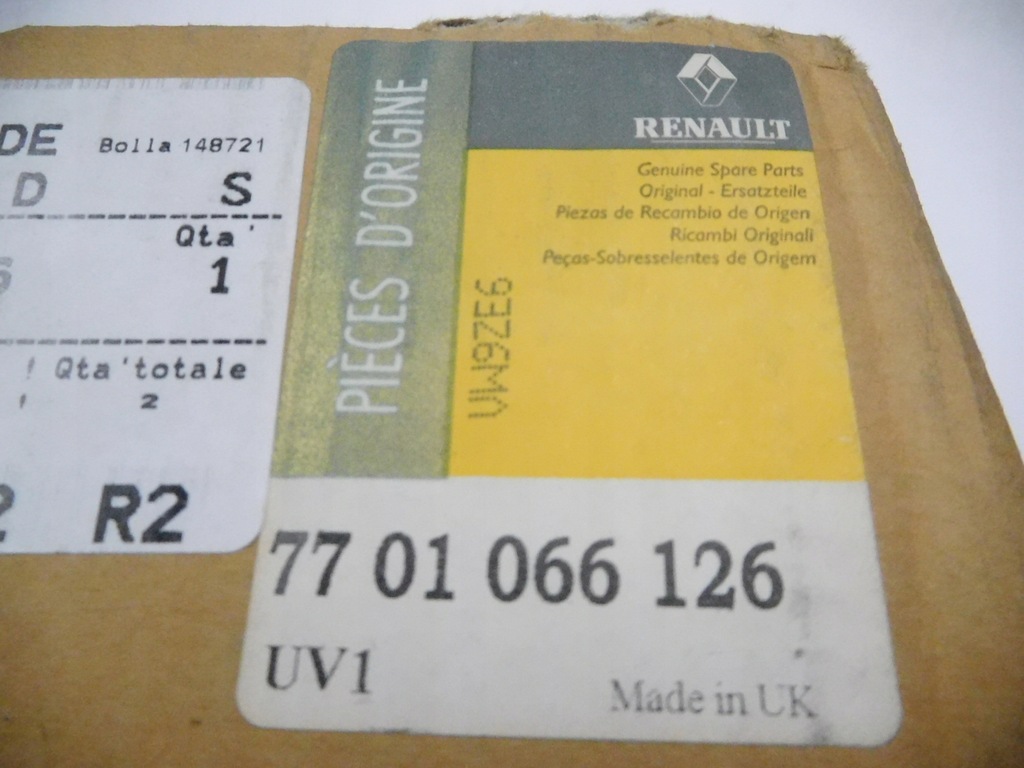 DE Bolla 148721
D S
Qta'
1
! Qta'totale
2
R2
PIÈCES D'ORIGINE
RENAULT
Genuine Spare Parts
Original - Ersatzteile
Piezas de Recambio de Origen
Ricambi Originali
Peças-Sobresselentes de Origem
77 01 066 126
UV1
Made in UK